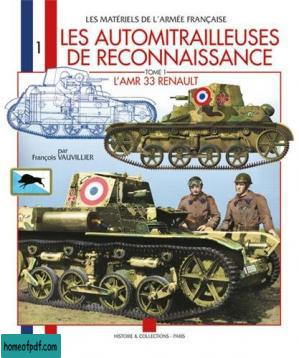 LES MATÉRIELS DE L'ARMÉE FRANÇAISE
1
LES AUTOMITRAILLEUSES
DE RECONNAISSANCE
TOME 1
L'AMR 33 RENAULT
par
François VAUVILLIER
HISTOIRE & COLLECTIONS - PARIS
homeofpdf.com